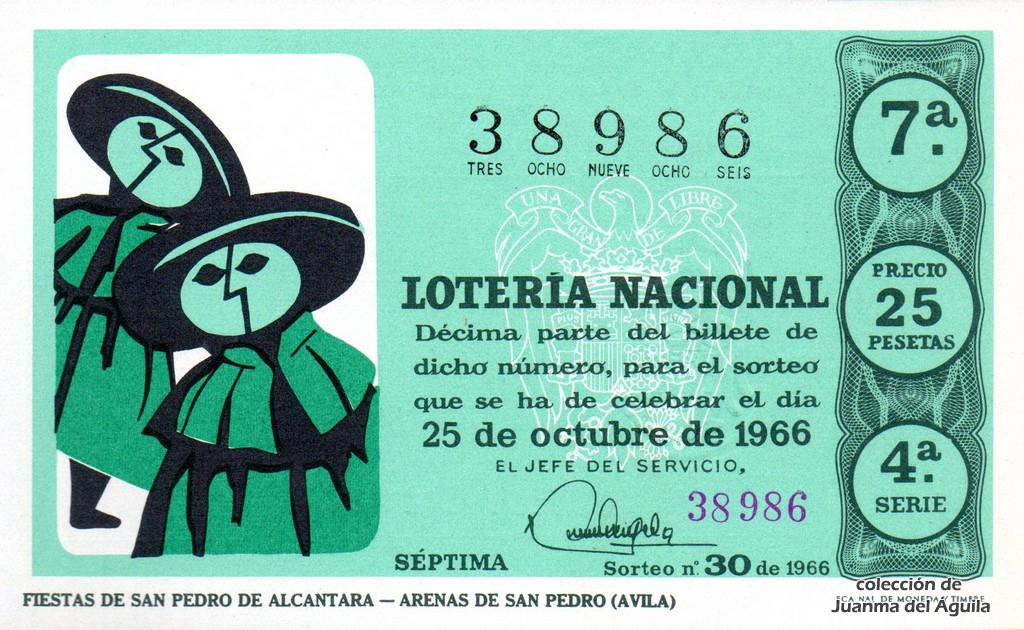 38986
TRES OCHO NUEVE OCHO SEIS
UNA GRANDE LIBRE
LOTERÍA NACIONAL
PLUS ULTRA
Décima parte del billete de
dicho número, para el sorteo
que se ha de celebrar el día
25 de octubre de 1966
EL JEFE DEL SERVICIO,
38986
SÉPTIMA
Sorteo nº 30 de 1966
7.ª
PRECIO
25
PESETAS
4.ª
SERIE
FIESTAS DE SAN PEDRO DE ALCANTARA — ARENAS DE SAN PEDRO (AVILA)
colección de
Juanma del Águila